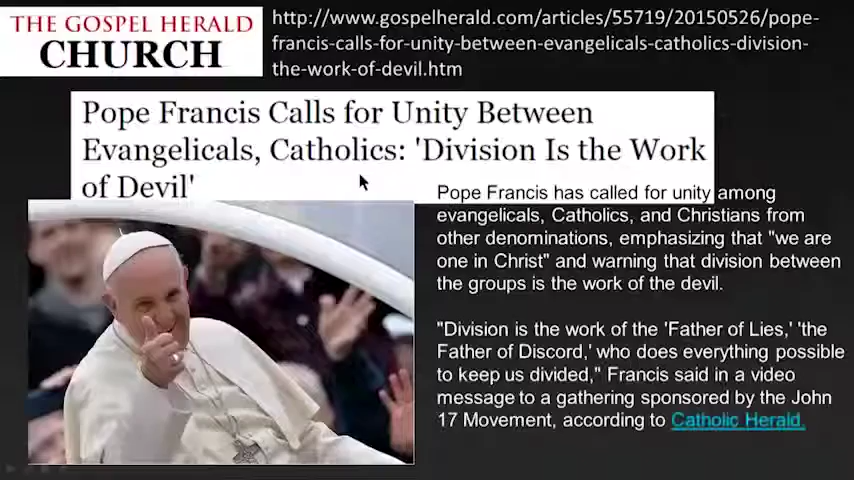 THE GOSPEL HERALD
CHURCH
http://www.gospelherald.com/articles/55719/20150526/pope-
francis-calls-for-unity-between-evangelicals-catholics-division-
the-work-of-devil.htm
Pope Francis Calls for Unity Between
Evangelicals, Catholics: 'Division Is the Work
of Devil'
Pope Francis has called for unity among
evangelicals, Catholics, and Christians from
other denominations, emphasizing that "we are
one in Christ" and warning that division between
the groups is the work of the devil.
"Division is the work of the 'Father of Lies,' 'the
Father of Discord,' who does everything possible
to keep us divided," Francis said in a video
message to a gathering sponsored by the John
17 Movement, according to Catholic Herald.